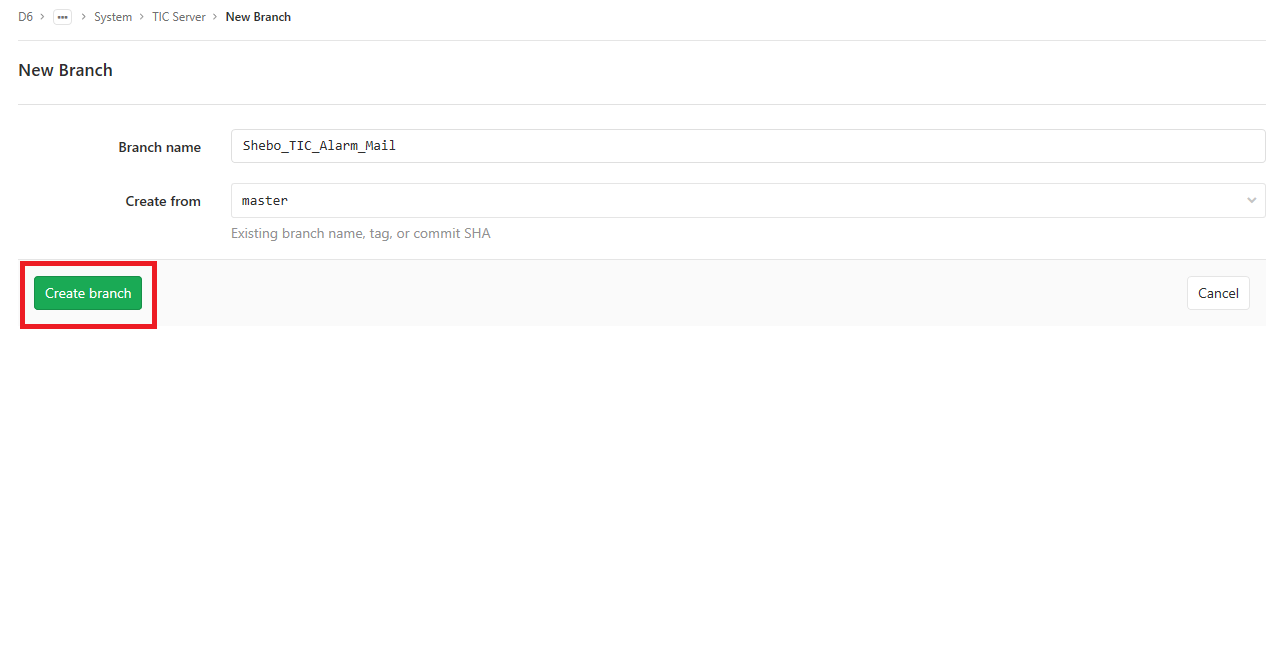 D6 > ••• > System > TIC Server > New Branch
New Branch
Branch name
Shebo_TIC_Alarm_Mail
Create from
master
Existing branch name, tag, or commit SHA
Create branch
Cancel